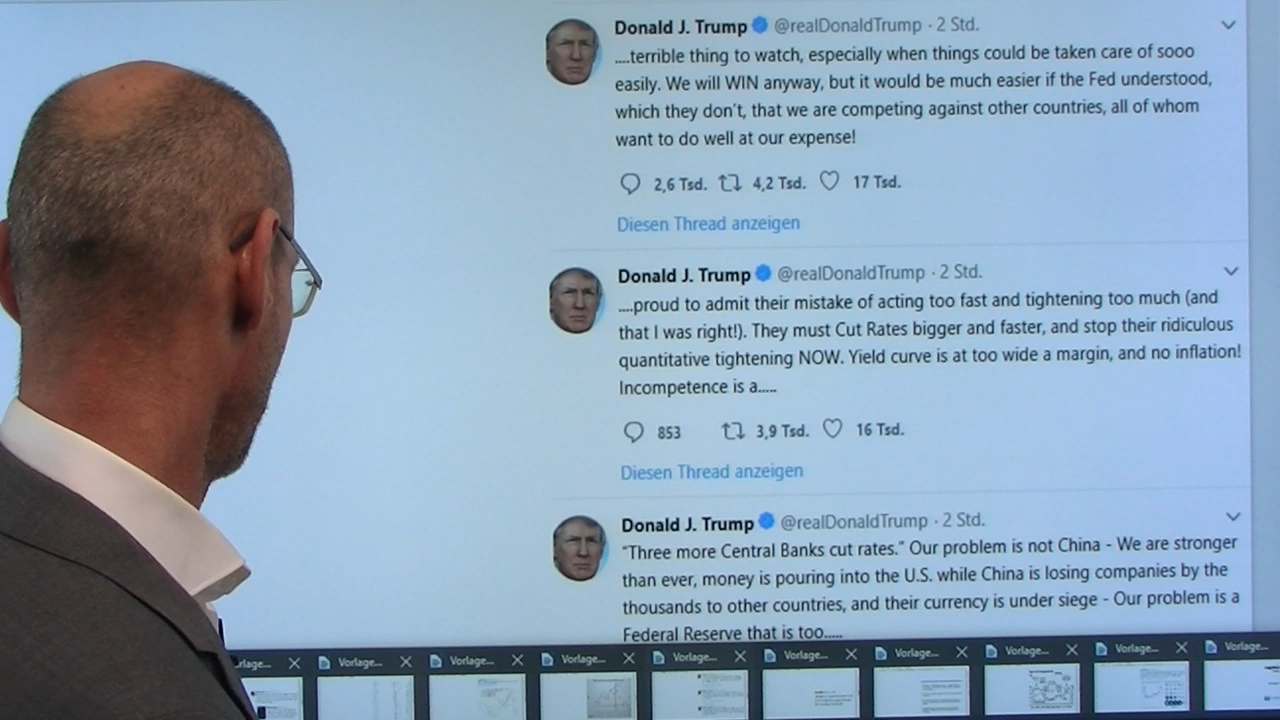 Donald J. Trump @realDonaldTrump · 2 Std.
....terrible thing to watch, especially when things could be taken care of sooo
easily. We will WIN anyway, but it would be much easier if the Fed understood,
which they don't, that we are competing against other countries, all of whom
want to do well at our expense!
2,6 Tsd. 4,2 Tsd. 17 Tsd.
Diesen Thread anzeigen
Donald J. Trump @realDonaldTrump · 2 Std.
....proud to admit their mistake of acting too fast and tightening too much (and
that I was right!). They must Cut Rates bigger and faster, and stop their ridiculous
quantitative tightening NOW. Yield curve is at too wide a margin, and no inflation!
Incompetence is a.....
853 3,9 Tsd. 16 Tsd.
Diesen Thread anzeigen
Donald J. Trump @realDonaldTrump · 2 Std.
"Three more Central Banks cut rates." Our problem is not China - We are stronger
than ever, money is pouring into the U.S. while China is losing companies by the
thousands to other countries, and their currency is under siege - Our problem is a
Federal Reserve that is too.....
rlage... Vorlage... Vorlage... Vorlage... Vorlage... Vorlage... Vorlage... Vorlage... Vorlage... Vorlage...